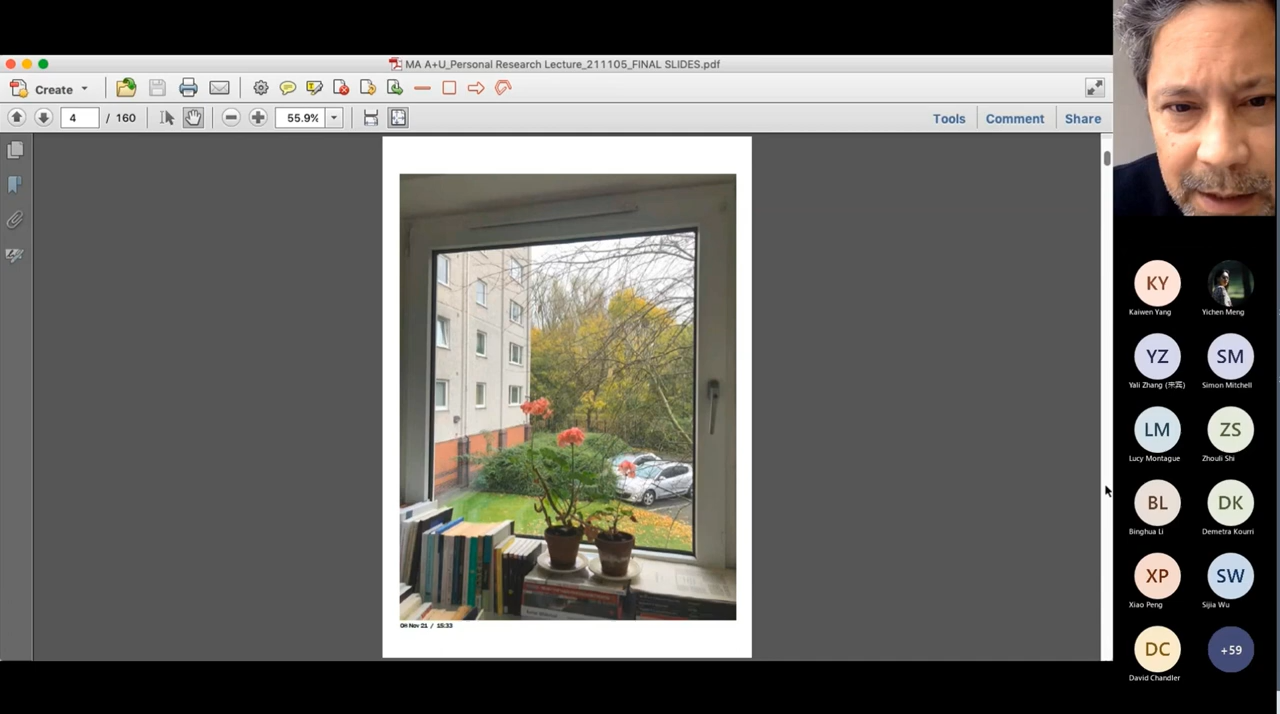 MA A+U_Personal Research Lecture_211105_FINAL SLIDES.pdf
Create
4 / 160
55.9%
Tools
Comment
Share
KY
Kaiwen Yang
Yichen Meng
YZ
Yali Zhang
SM
Simon Mitchell
LM
Lucy Montague
ZS
Zhouli Shi
BL
Binghua Li
DK
Demetra Kourri
XP
Xiao Peng
SW
Sijia Wu
DC
David Chandler
+59
Nov 21 / 15:33